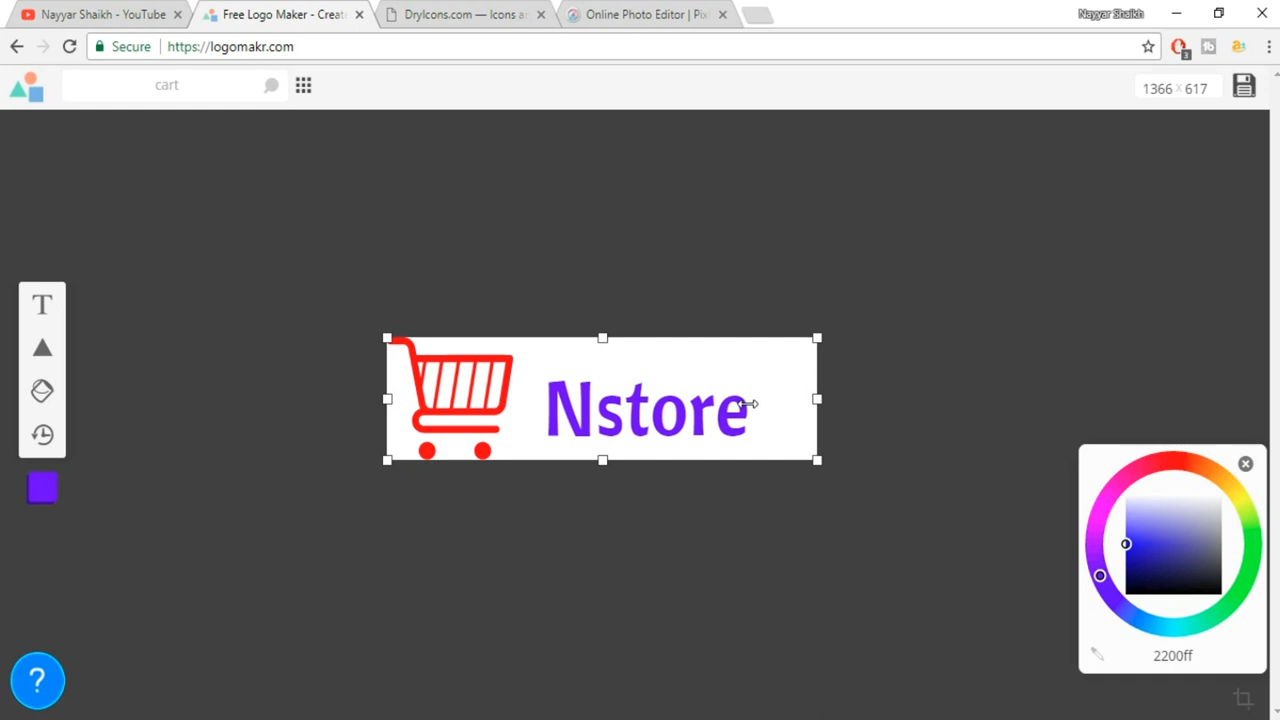 Nayyar Shaikh - YouTube
Free Logo Maker - Creat
DryIcons.com — Icons a
Online Photo Editor | Pix
Nayyar Shaikh
Secure
https://logomakr.com
3
cart
1366 x 617
T
Nstore
2200ff
?